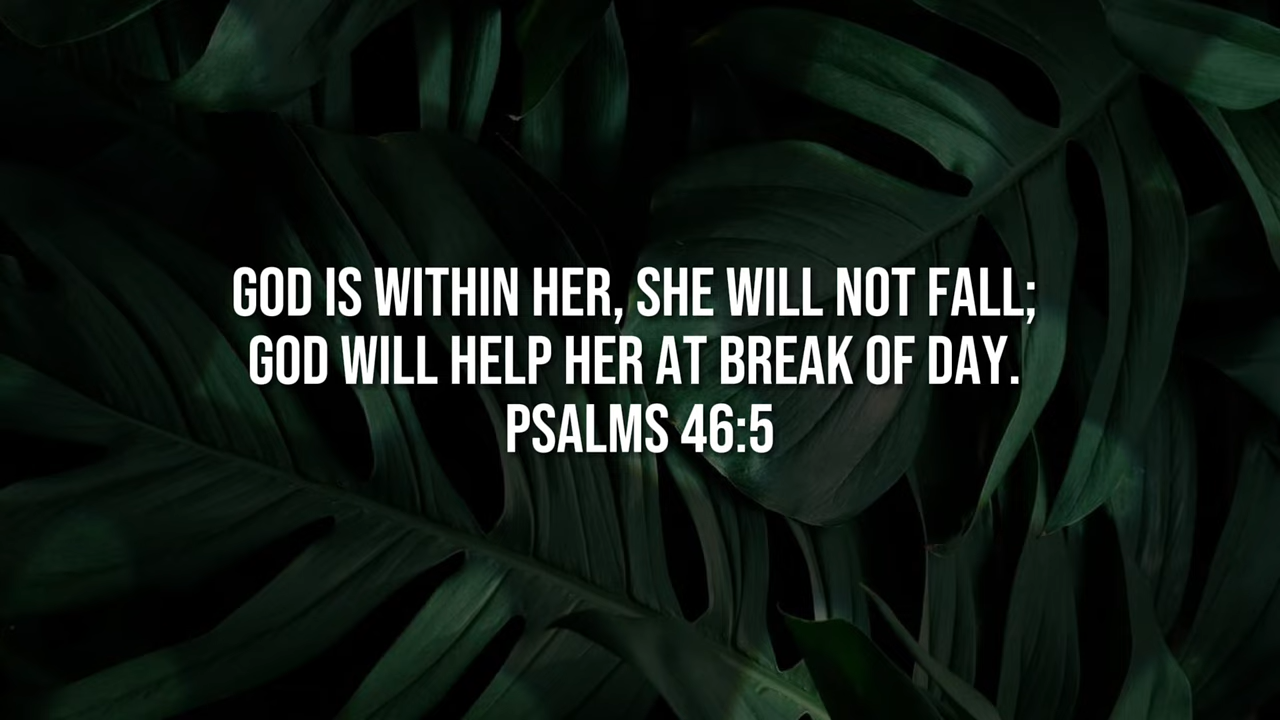 GOD IS WITHIN HER, SHE WILL NOT FALL;
GOD WILL HELP HER AT BREAK OF DAY.
PSALMS 46:5